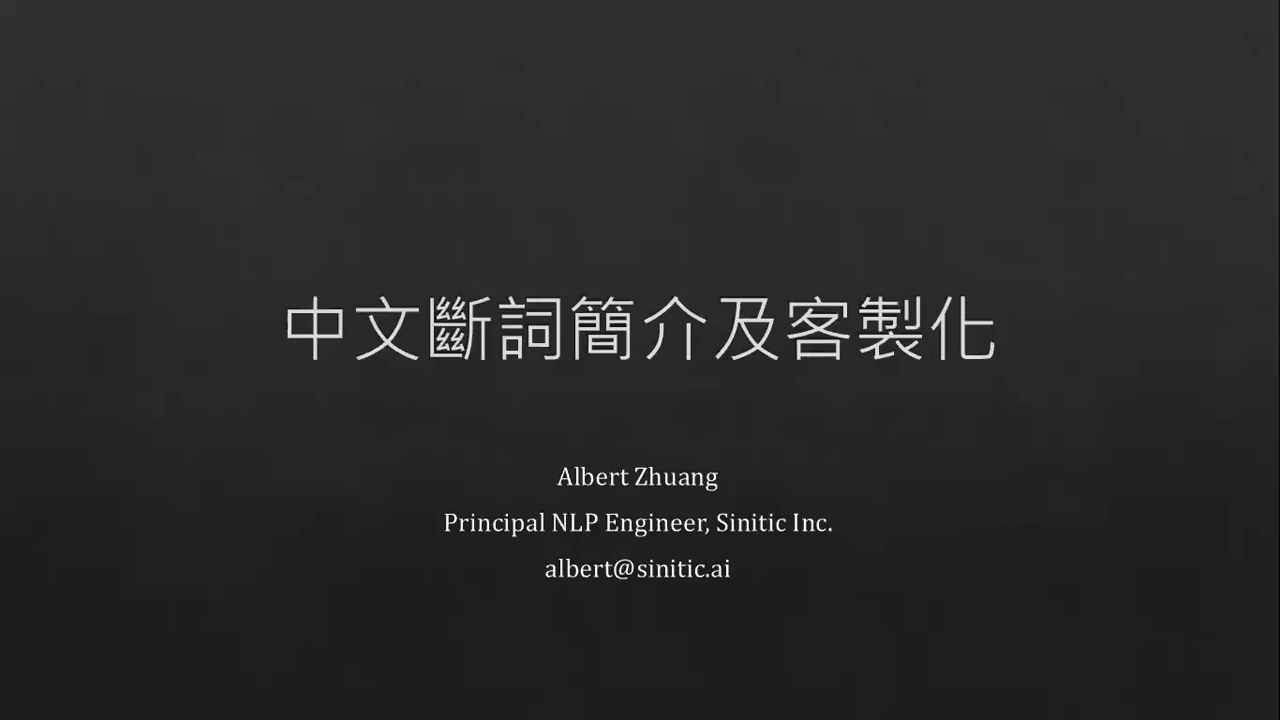 中文斷詞簡介及客製化
Albert Zhuang
Principal NLP Engineer, Sinitic Inc.
albert@sinitic.ai